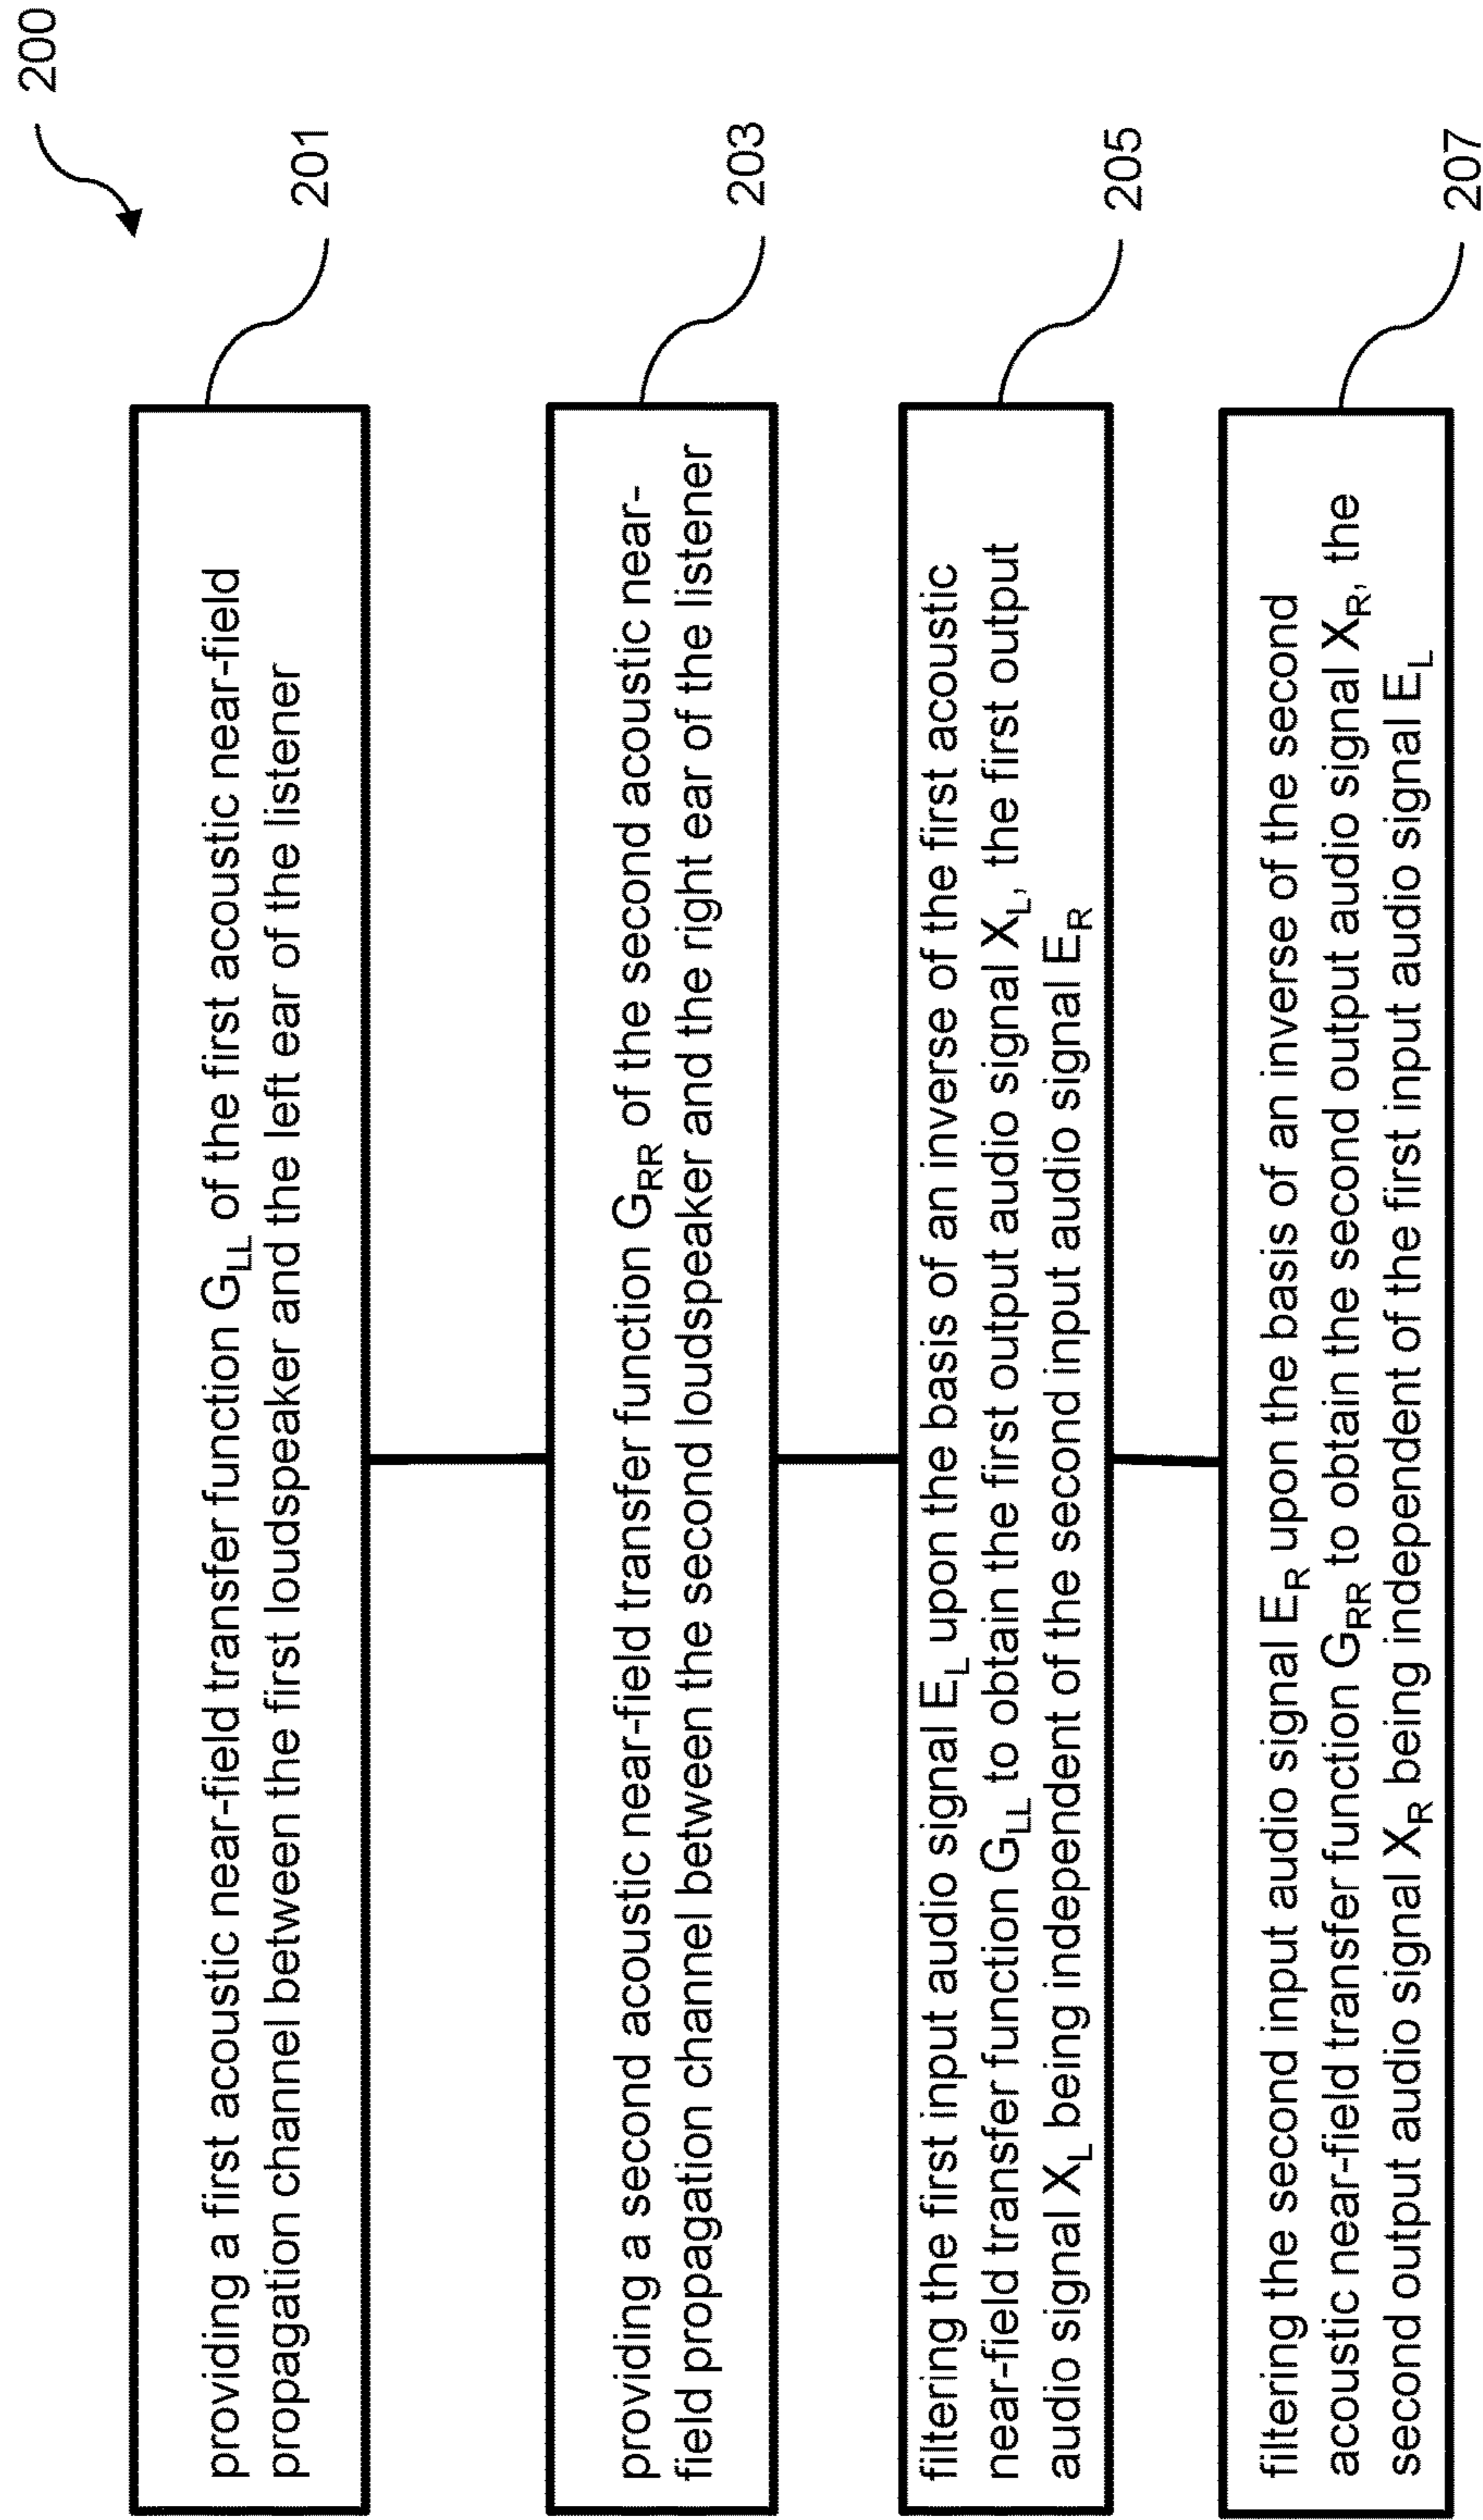 200
201
providing a first acoustic near-field transfer function G_LL of the first acoustic near-field
propagation channel between the first loudspeaker and the left ear of the listener
203
providing a second acoustic near-field transfer function G_RR of the second acoustic near-
field propagation channel between the second loudspeaker and the right ear of the listener
205
filtering the first input audio signal E_L upon the basis of an inverse of the first acoustic
near-field transfer function G_LL to obtain the first output audio signal X_L, the first output
audio signal X_L being independent of the second input audio signal E_R
207
filtering the second input audio signal E_R upon the basis of an inverse of the second
acoustic near-field transfer function G_RR to obtain the second output audio signal X_R, the
second output audio signal X_R being independent of the first input audio signal E_L